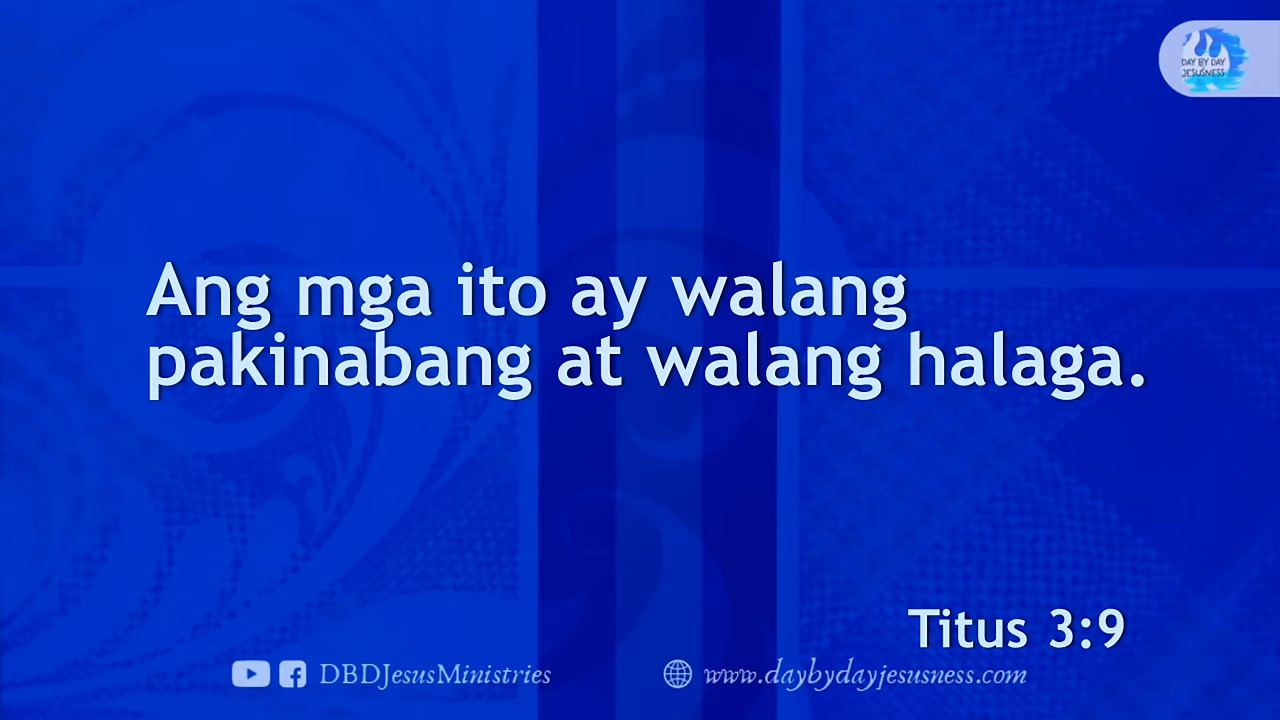 DAY BY DAY
JESUSNESS
Ang mga ito ay walang
pakinabang at walang halaga.
Titus 3:9
DBDJesusMinistries
www.daybydayjesusness.com